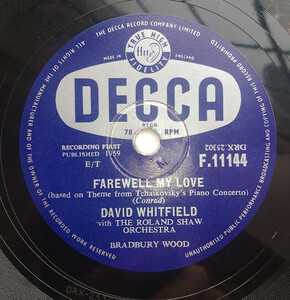 THE DECCA RECORD COMPANY LIMITED.
ALL RIGHTS OF THE MANUFACTURER AND OF THE OWNER OF THE RECORDED WORK RESERVED
UNAUTHORISED PUBLIC PERFORMANCE BROADCASTING AND COPYING OF THIS RECORD PROHIBITED
TRUE HIGH
ffrr
FIDELITY
MADE IN
ENGLAND
DECCA
REGD
78 RPM
RECORDING FIRST
PUBLISHED 1959
E/T
DRX.25102
F.11144
FAREWELL MY LOVE
(based on Theme from Tchaikovsky's Piano Concerto)
(Conrad)
DAVID WHITFIELD
with THE ROLAND SHAW
ORCHESTRA
BRADBURY WOOD